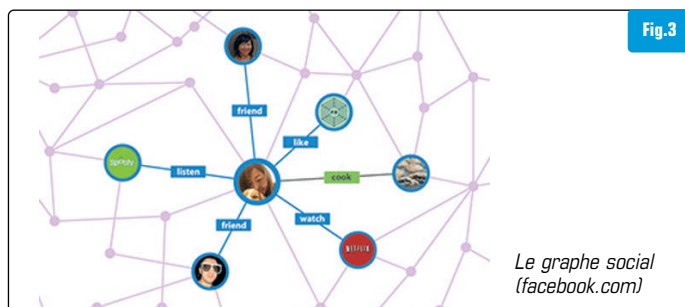 Fig.3
friend
like
Spotify
listen
cook
friend
watch
NETFLIX
Le graphe social
(facebook.com)